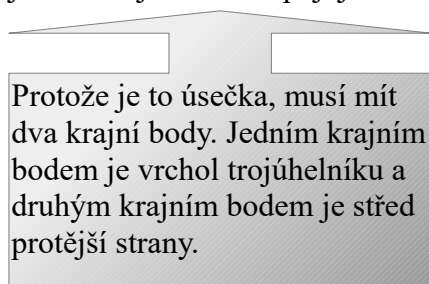 Protože je to úsečka, musí mít
dva krajní body. Jedním krajním
bodem je vrchol trojúhelníku a
druhým krajním bodem je střed
protější strany.